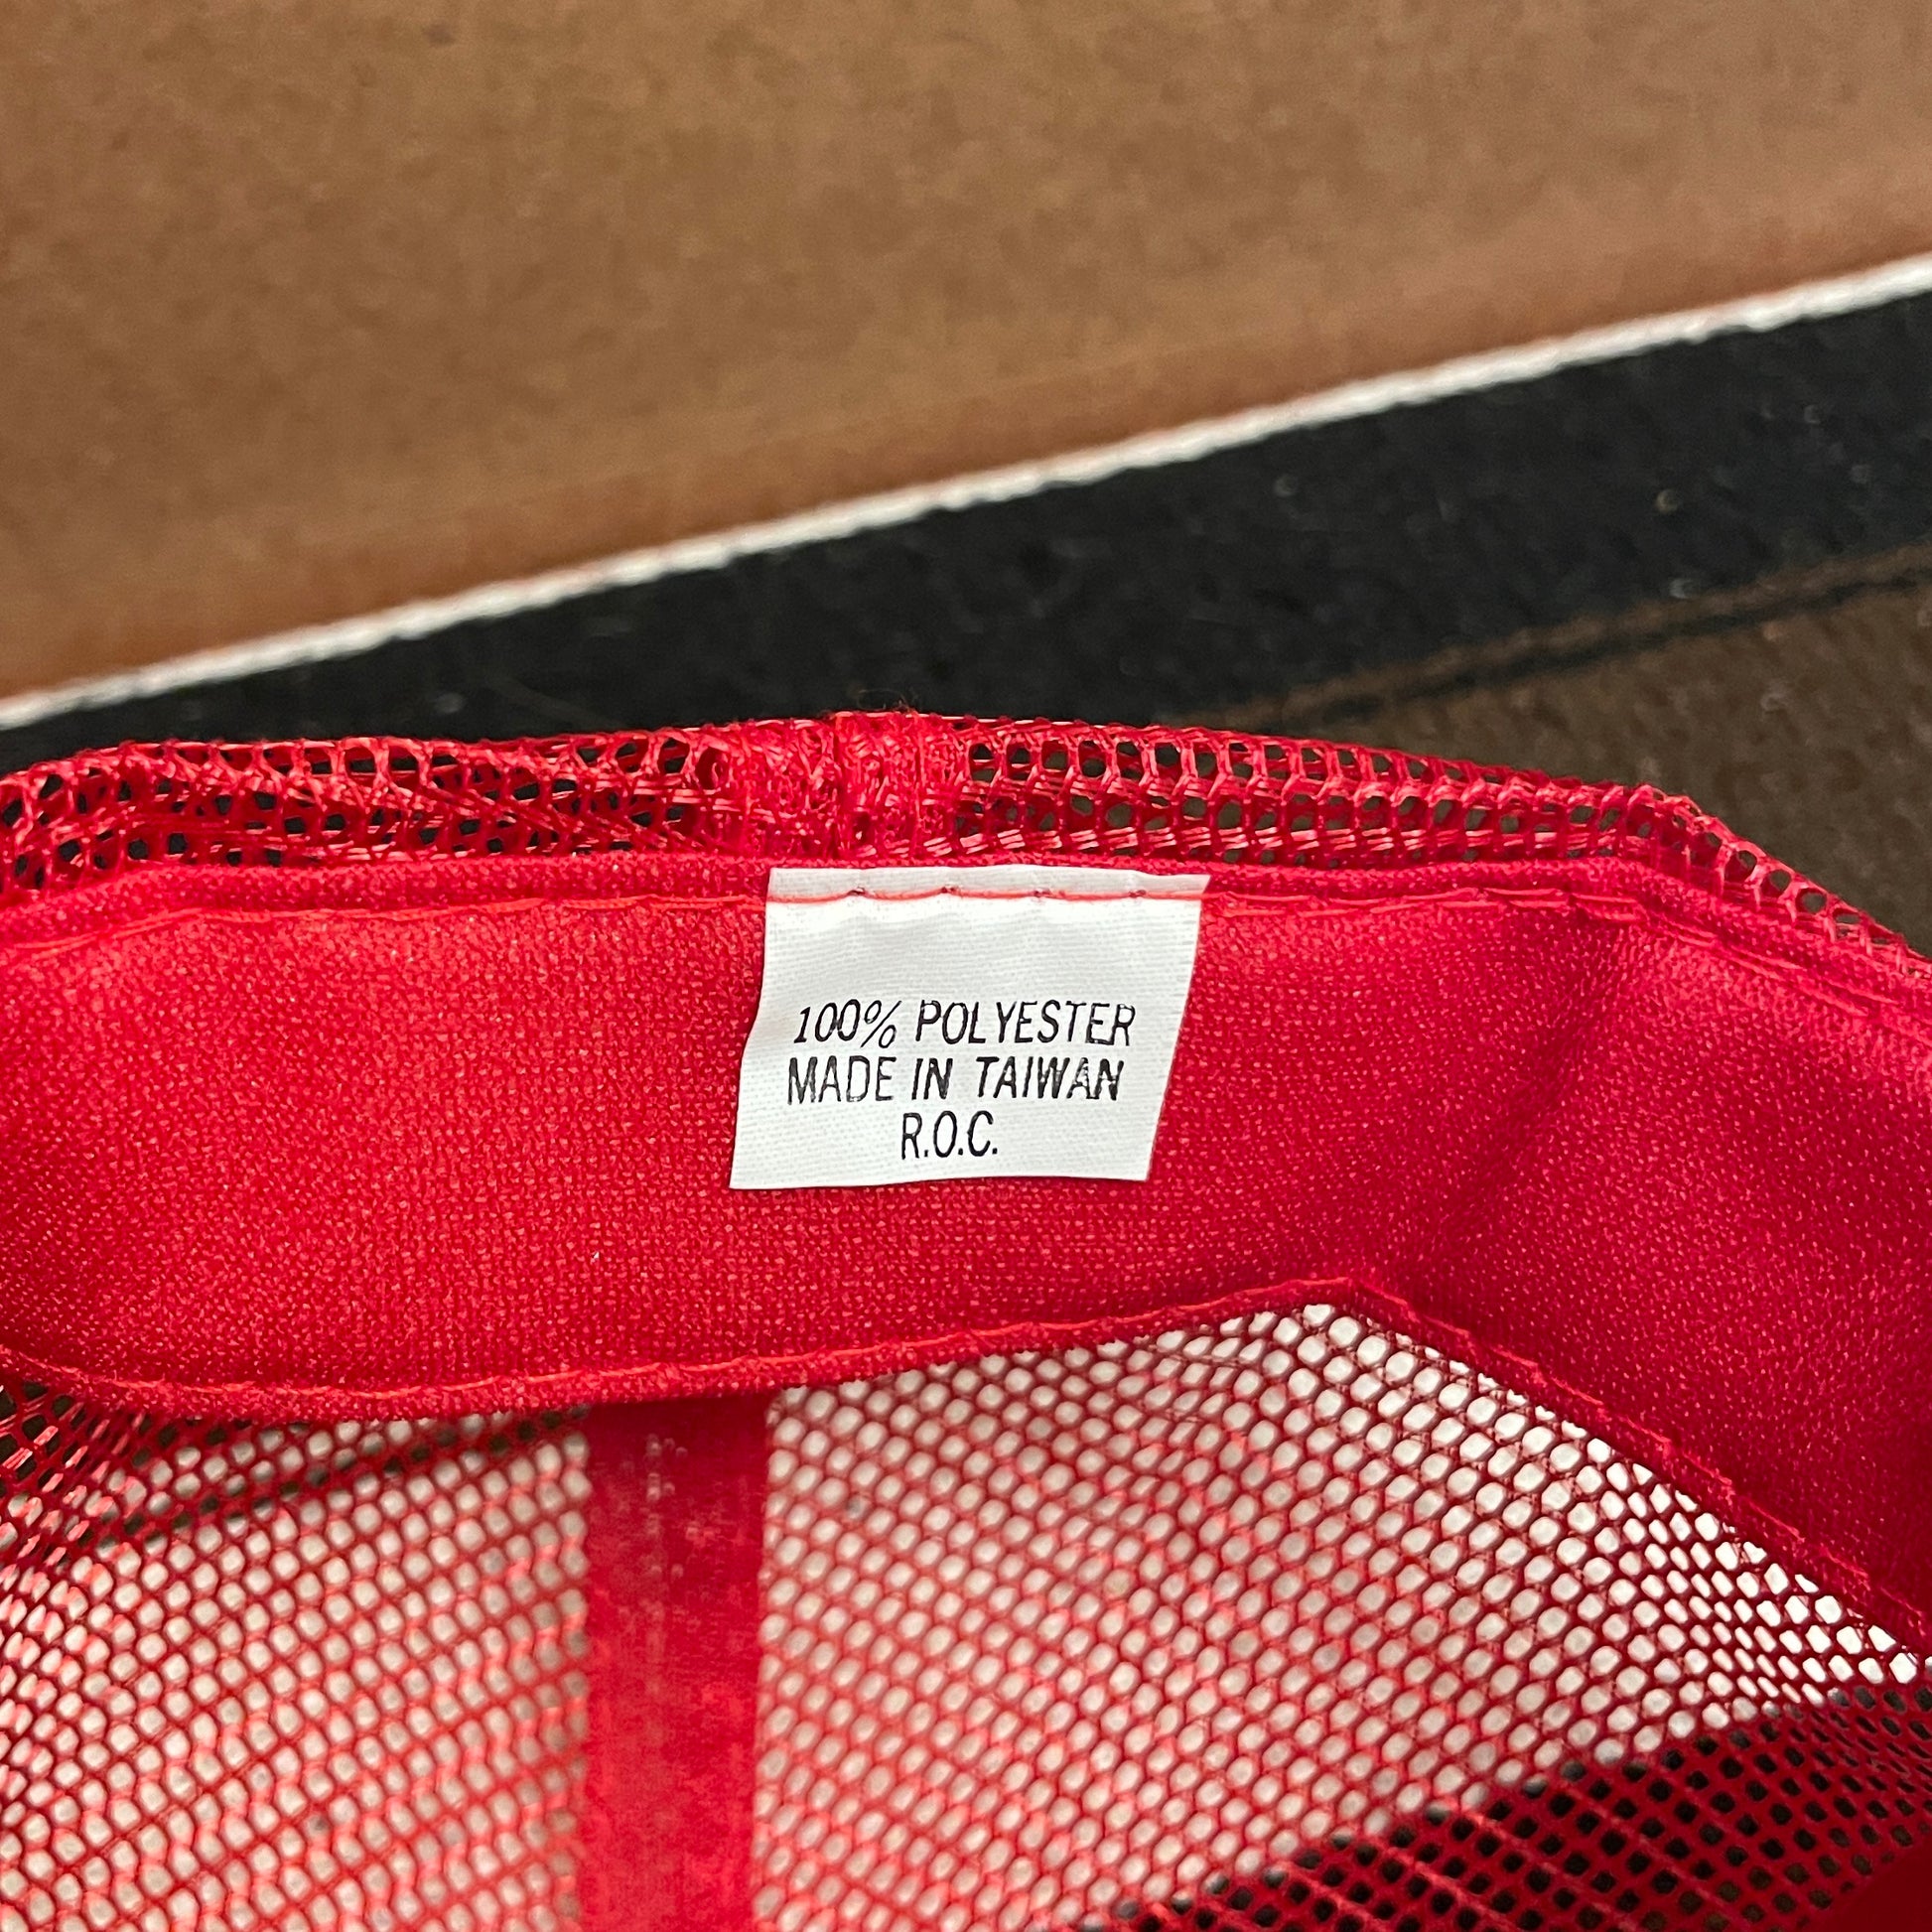 100% POLYESTER
MADE IN TAIWAN
R.O.C.